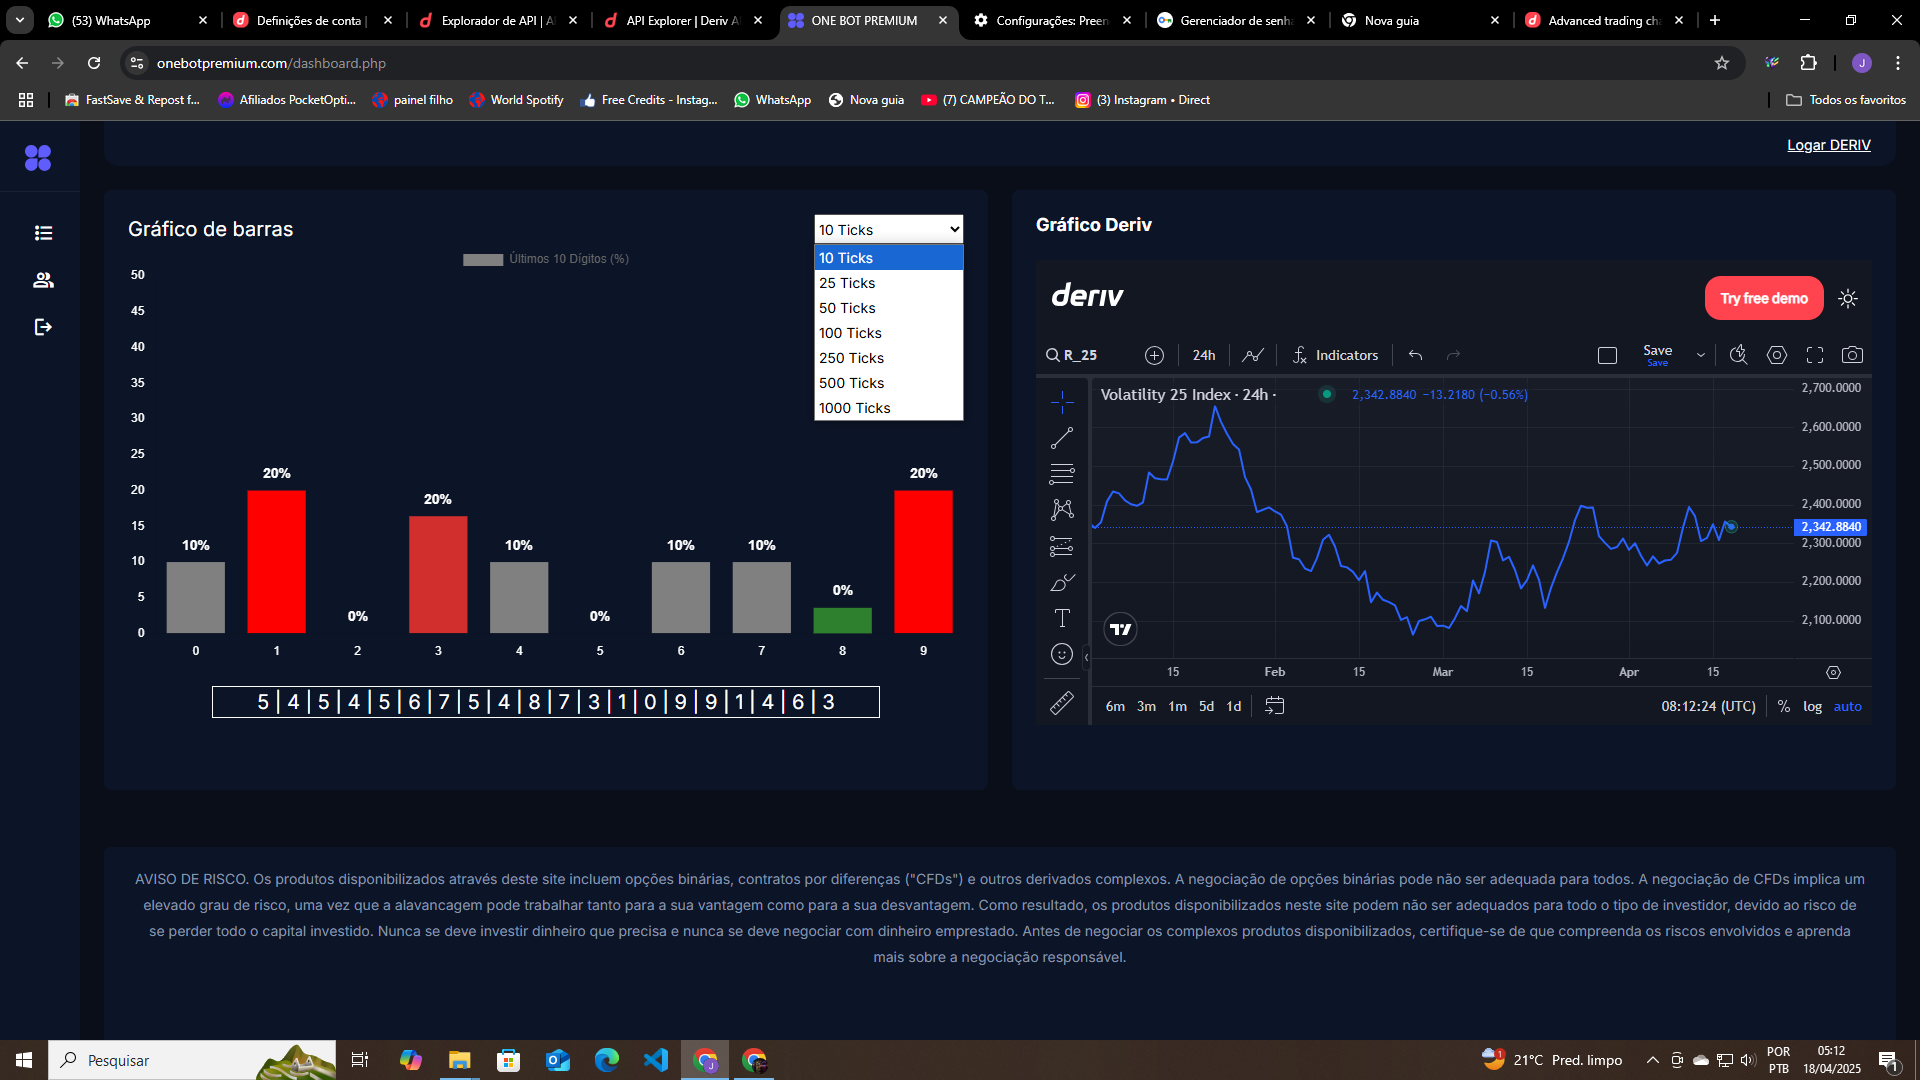 (53) WhatsApp
Definições de conta |
Explorador de API | A
API Explorer | Deriv A
ONE BOT PREMIUM
Configurações: Preen
Gerenciador de senha
Nova guia
Advanced trading cha
onebotpremium.com/dashboard.php
J
FastSave & Repost f...
Afiliados PocketOpti...
painel filho
World Spotify
Free Credits - Instag...
WhatsApp
Nova guia
(7) CAMPEÃO DO T...
(3) Instagram • Direct
Todos os favoritos
Logar DERIV
Gráfico de barras
10 Ticks
10 Ticks
25 Ticks
50 Ticks
100 Ticks
250 Ticks
500 Ticks
1000 Ticks
Últimos 10 Dígitos (%)
50
45
40
35
30
25
20
15
10
5
0
10%
20%
0%
20%
10%
0%
10%
10%
0%
20%
0 1 2 3 4 5 6 7 8 9
5 | 4 | 5 | 4 | 5 | 6 | 7 | 5 | 4 | 8 | 7 | 3 | 1 | 0 | 9 | 9 | 1 | 4 | 6 | 3
Gráfico Deriv
deriv
Try free demo
R_25
24h
Indicators
Save
Save
Volatility 25 Index · 24h ·
2,342.8840 −13.2180 (−0.56%)
2,700.0000
2,600.0000
2,500.0000
2,400.0000
2,342.8840
2,300.0000
2,200.0000
2,100.0000
15 Feb 15 Mar 15 Apr 15
6m 3m 1m 5d 1d
08:12:24 (UTC)
% log auto
AVISO DE RISCO. Os produtos disponibilizados através deste site incluem opções binárias, contratos por diferenças ("CFDs") e outros derivados complexos. A negociação de opções binárias pode não ser adequada para todos. A negociação de CFDs implica um
elevado grau de risco, uma vez que a alavancagem pode trabalhar tanto para a sua vantagem como para a sua desvantagem. Como resultado, os produtos disponibilizados neste site podem não ser adequados para todo o tipo de investidor, devido ao risco de
se perder todo o capital investido. Nunca se deve investir dinheiro que precisa e nunca se deve negociar com dinheiro emprestado. Antes de negociar os complexos produtos disponibilizados, certifique-se de que compreenda os riscos envolvidos e aprenda
mais sobre a negociação responsável.
Pesquisar
21°C Pred. limpo
POR
PTB
05:12
18/04/2025